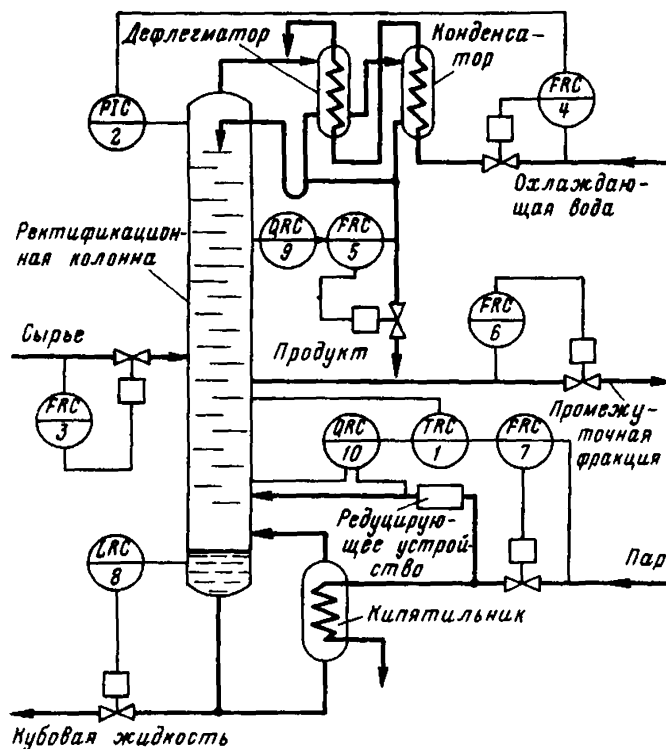 Дефлегматор
Конденса-
тор
PIC
2
FRC
4
Охлаждаю-
щая вода
Ректификацион-
ная колонна
QRC
9
FRC
5
FRC
6
Сырье
Продукт
FRC
3
Промежу-
точная
фракция
QRC
10
TRC
1
FRC
7
Редуцирую-
щее устрой-
ство
LRC
8
Пар
Кипятильник
Кубовая жидкость